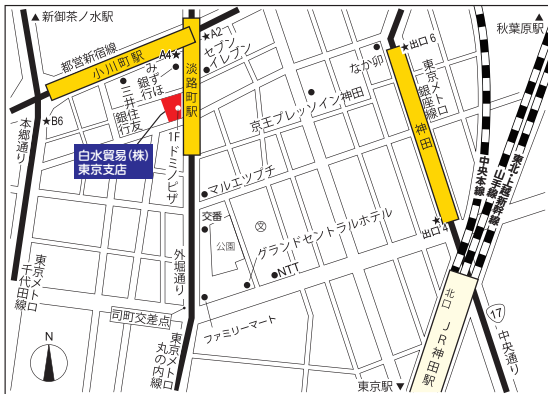 ▲新御茶ノ水駅
秋葉原駅▲
都営新宿線
小川町駅
A4★
★A2
セブン
イレブン
みずほ
銀行
三井住友
銀行
★B6
本郷通り
淡路町駅
なか卯
★出口6
東京メトロ
銀座線
神田
京王プレッソイン神田
1F ドミノピザ
白水貿易(株)
東京支店
マルエツプチ
交番
公園
文
グランドセントラルホテル
NTT
出口4★
東北・上越新幹線
山手線
中央本線
外堀通り
東京メトロ
千代田線
司町交差点
ファミリーマート
東京メトロ
丸の内線
北口
JR神田駅
17
中央通り
東京駅▼
N